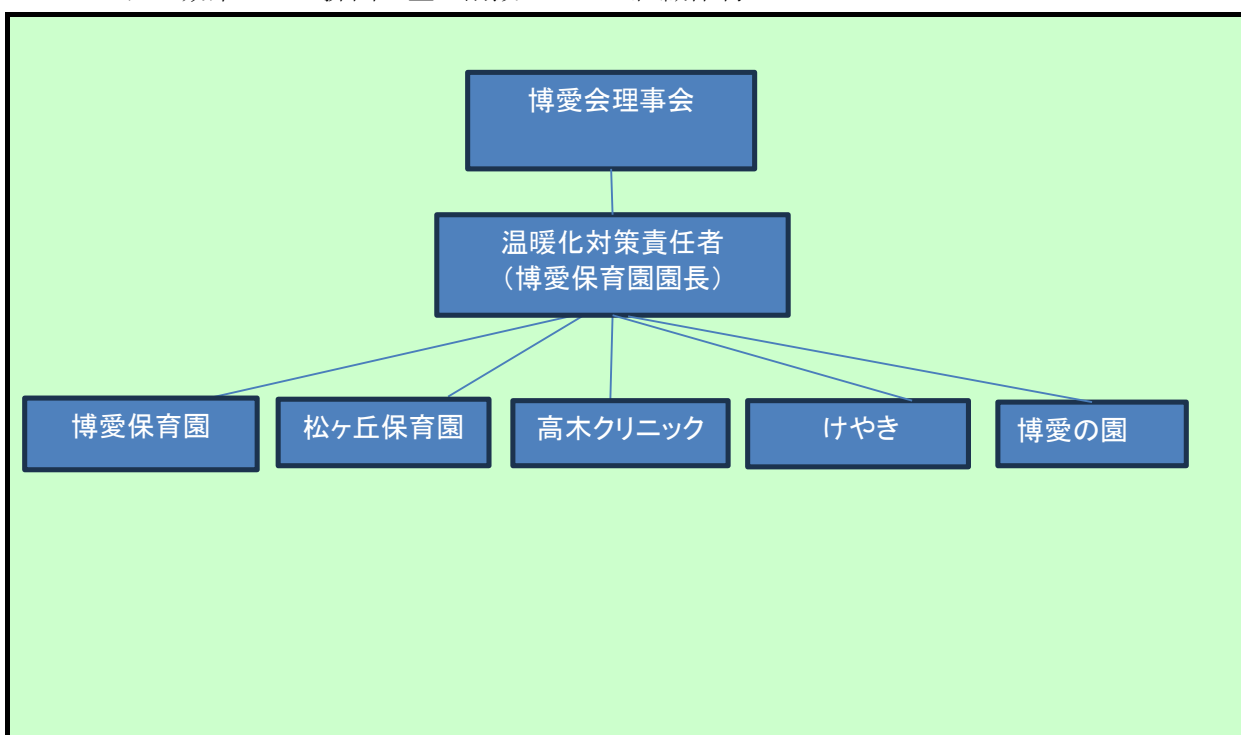 博愛会理事会
温暖化対策責任者
（博愛保育園園長）
博愛保育園
松ヶ丘保育園
高木クリニック
けやき
博愛の園